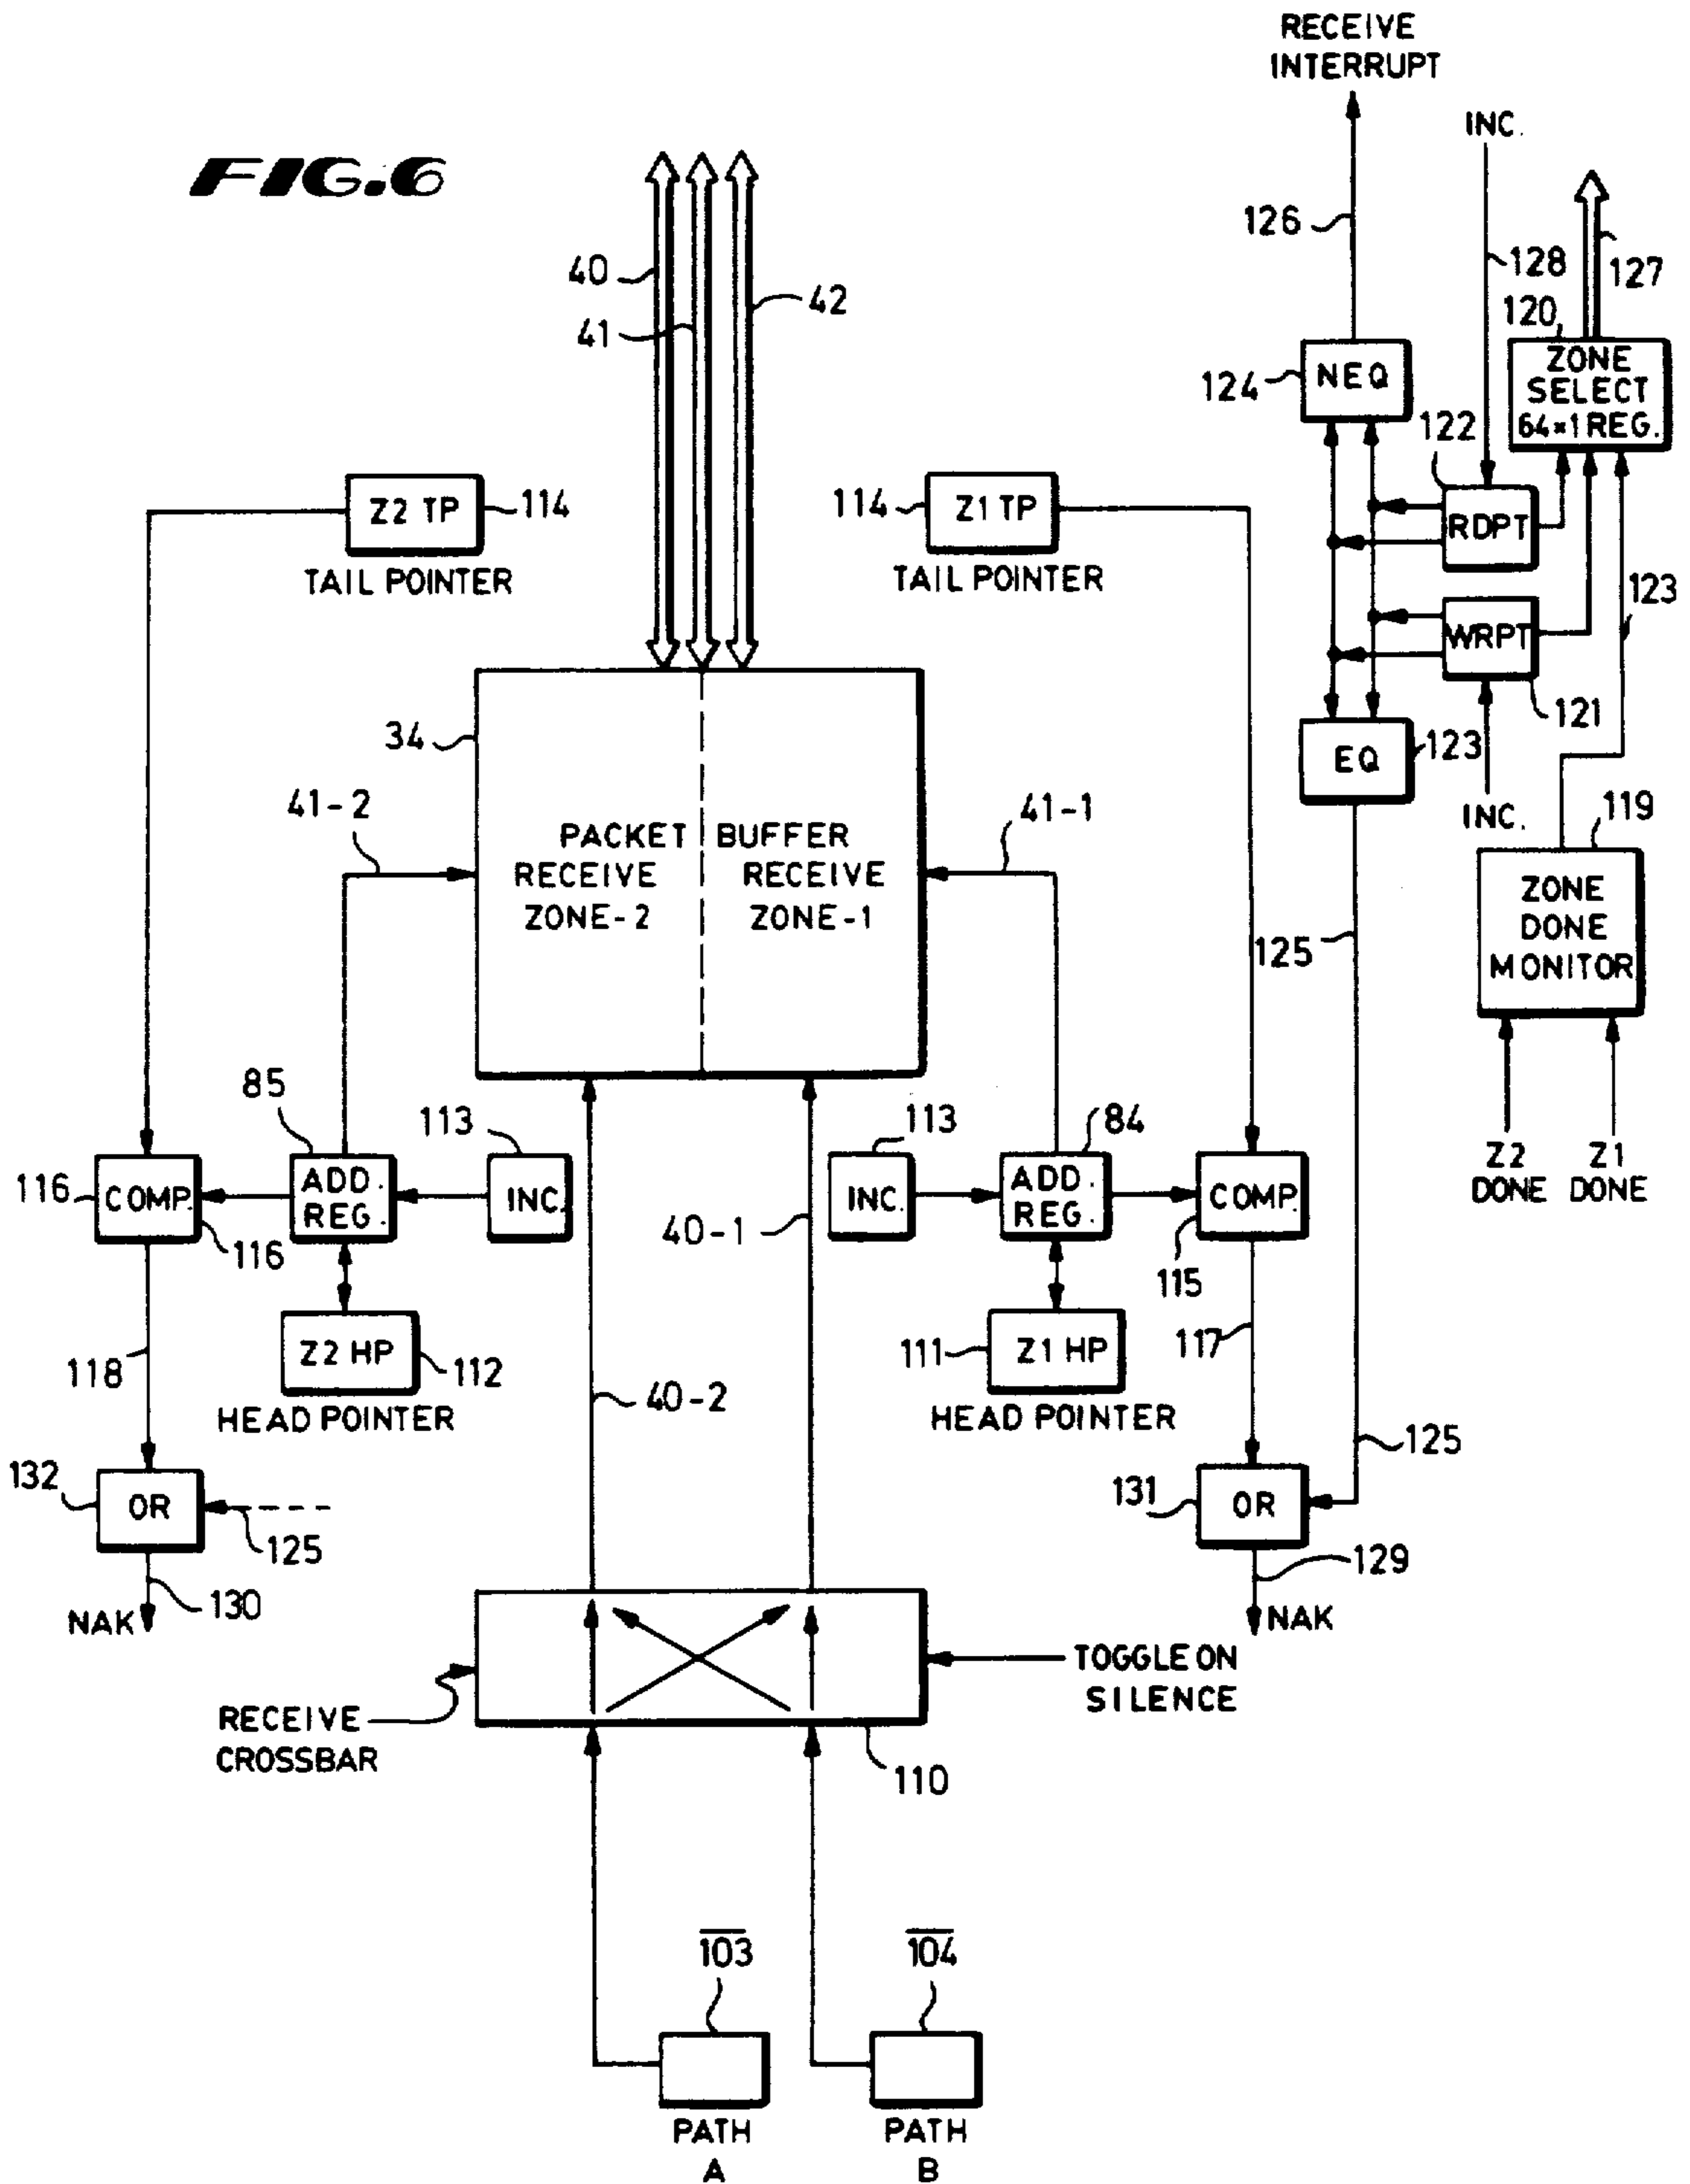 FIG.6
RECEIVE
INTERRUPT
INC.
126
128
127
40
41
42
120
ZONE
SELECT
64×1 REG.
124
NEQ
122
RDPT
Z2 TP
114
TAIL POINTER
114
Z1 TP
TAIL POINTER
123
WRPT
121
34
EQ
123
INC.
119
41-2
41-1
PACKET BUFFER
RECEIVE
ZONE-2
RECEIVE
ZONE-1
125
ZONE
DONE
MONITOR
85
113
113
84
Z2
DONE
Z1
DONE
116
COMP.
116
ADD.
REG.
INC.
INC.
ADD.
REG.
COMP.
115
40-1
118
Z2 HP
112
HEAD POINTER
40-2
111
Z1 HP
HEAD POINTER
117
125
132
OR
125
131
OR
130
NAK
129
NAK
TOGGLE ON
SILENCE
RECEIVE
CROSSBAR
110
103
104
PATH
A
PATH
B